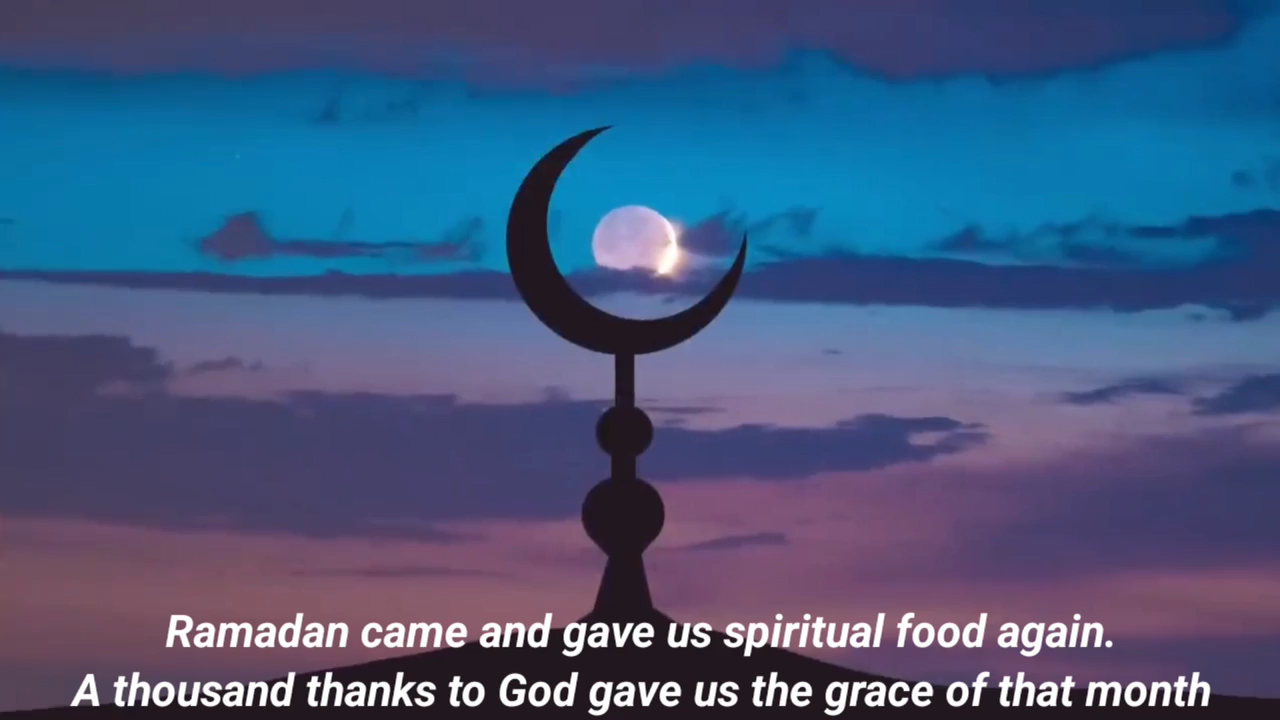 Ramadan came and gave us spiritual food again.
A thousand thanks to God gave us the grace of that month